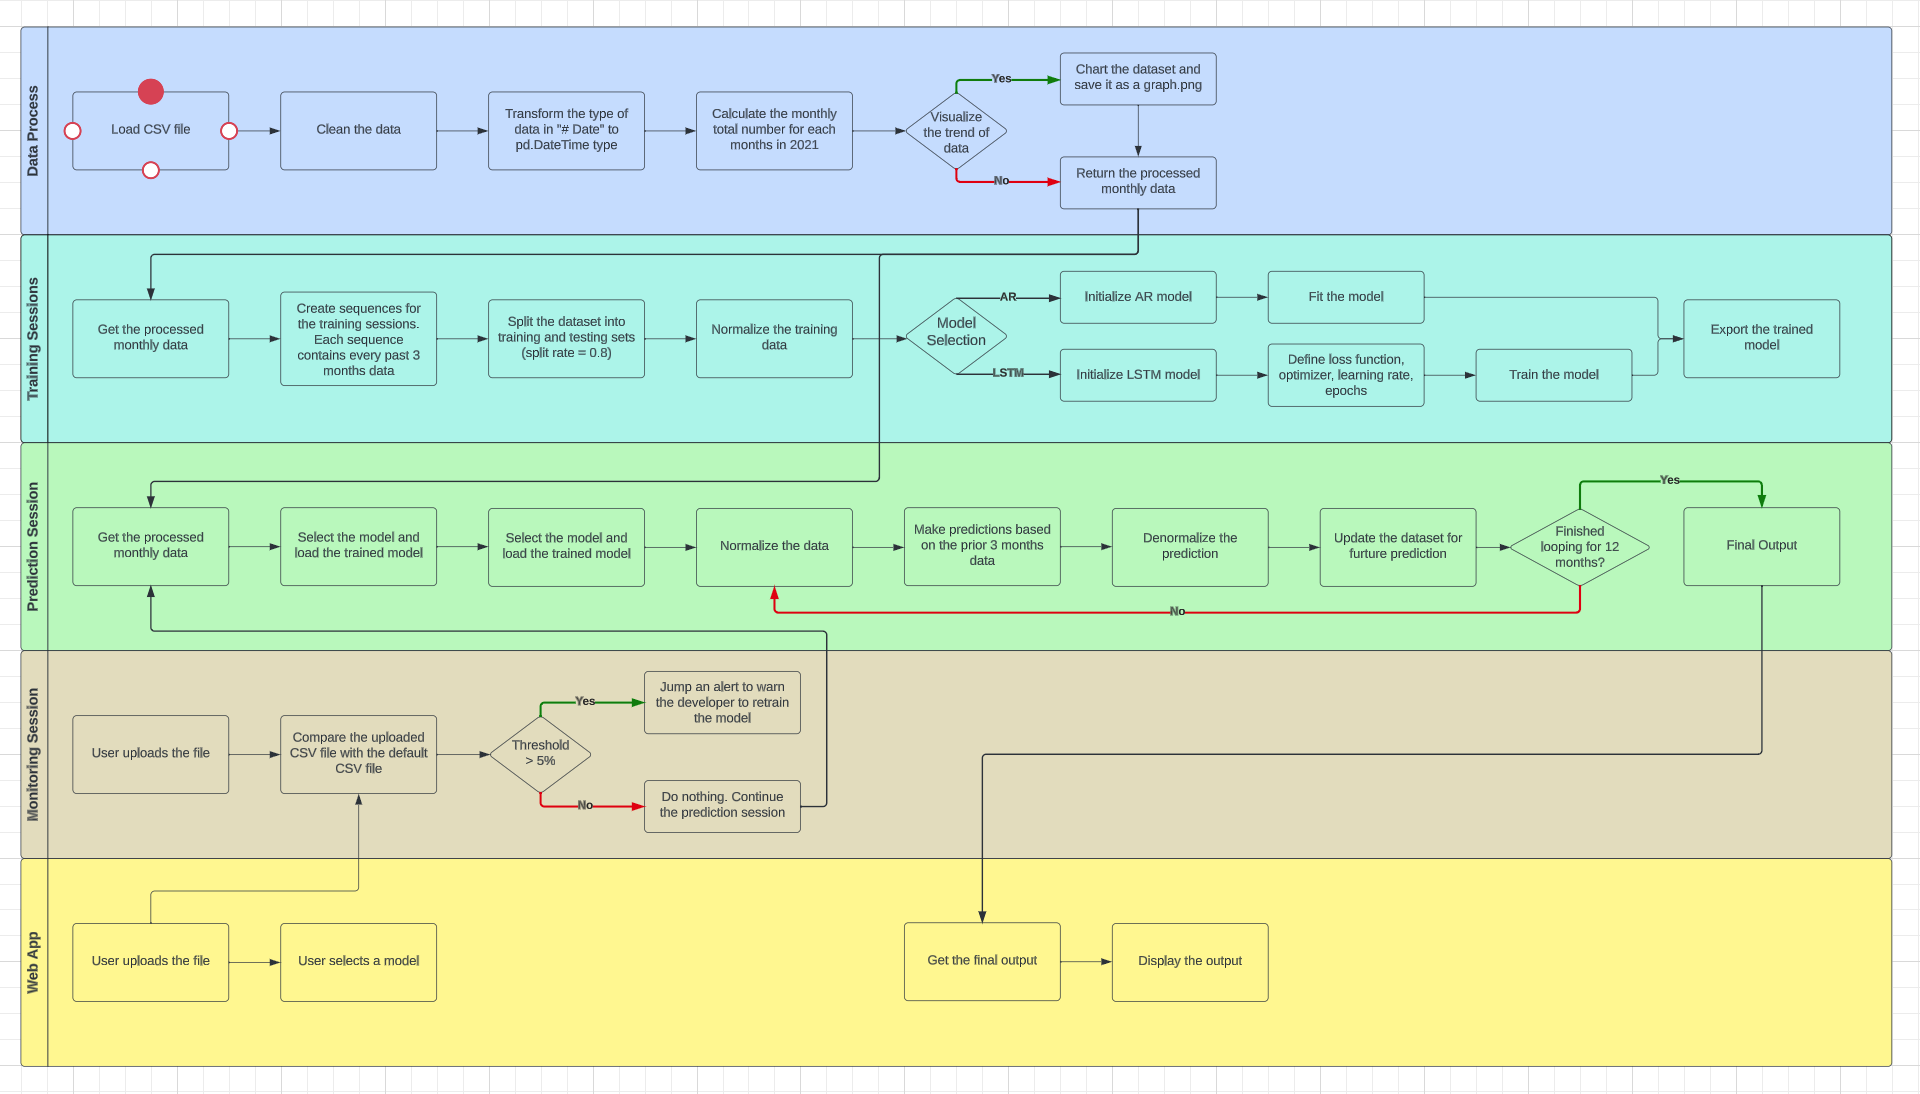 Data Process
Load CSV file
Clean the data
Transform the type of
data in "# Date" to
pd.DateTime type
Calculate the monthly
total number for each
months in 2021
Visualize
the trend of
data
Yes
No
Chart the dataset and
save it as a graph.png
Return the processed
monthly data
Training Sessions
Get the processed
monthly data
Create sequences for
the training sessions.
Each sequence
contains every past 3
months data
Split the dataset into
training and testing sets
(split rate = 0.8)
Normalize the training
data
Model
Selection
AR
LSTM
Initialize AR model
Fit the model
Initialize LSTM model
Define loss function,
optimizer, learning rate,
epochs
Train the model
Export the trained
model
Prediction Session
Get the processed
monthly data
Select the model and
load the trained model
Select the model and
load the trained model
Normalize the data
Make predictions based
on the prior 3 months
data
Denormalize the
prediction
Update the dataset for
furture prediction
Finished
looping for 12
months?
Yes
No
Final Output
Monitoring Session
User uploads the file
Compare the uploaded
CSV file with the default
CSV file
Threshold
> 5%
Yes
No
Jump an alert to warn
the developer to retrain
the model
Do nothing. Continue
the prediction session
Web App
User uploads the file
User selects a model
Get the final output
Display the output